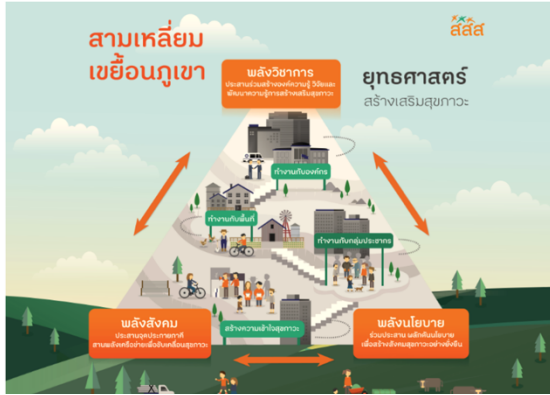 สามเหลี่ยม
เขยื้อนภูเขา
สสส
พลังวิชาการ
ประสานร่วมสร้างองค์ความรู้ วิจัยและ
พัฒนาความรู้การสร้างเสริมสุขภาวะ
ยุทธศาสตร์
สร้างเสริมสุขภาวะ
ทำงานกับองค์กร
ทำงานกับพื้นที่
ทำงานกับกลุ่มประชากร
พลังสังคม
ประสานจุดประกายภาคี
สานพลังเครือข่ายเพื่อขับเคลื่อนสุขภาวะ
สร้างความเข้าใจสุขภาวะ
พลังนโยบาย
ร่วมประสาน ผลักดันนโยบาย
เพื่อสร้างสังคมสุขภาวะอย่างยั่งยืน